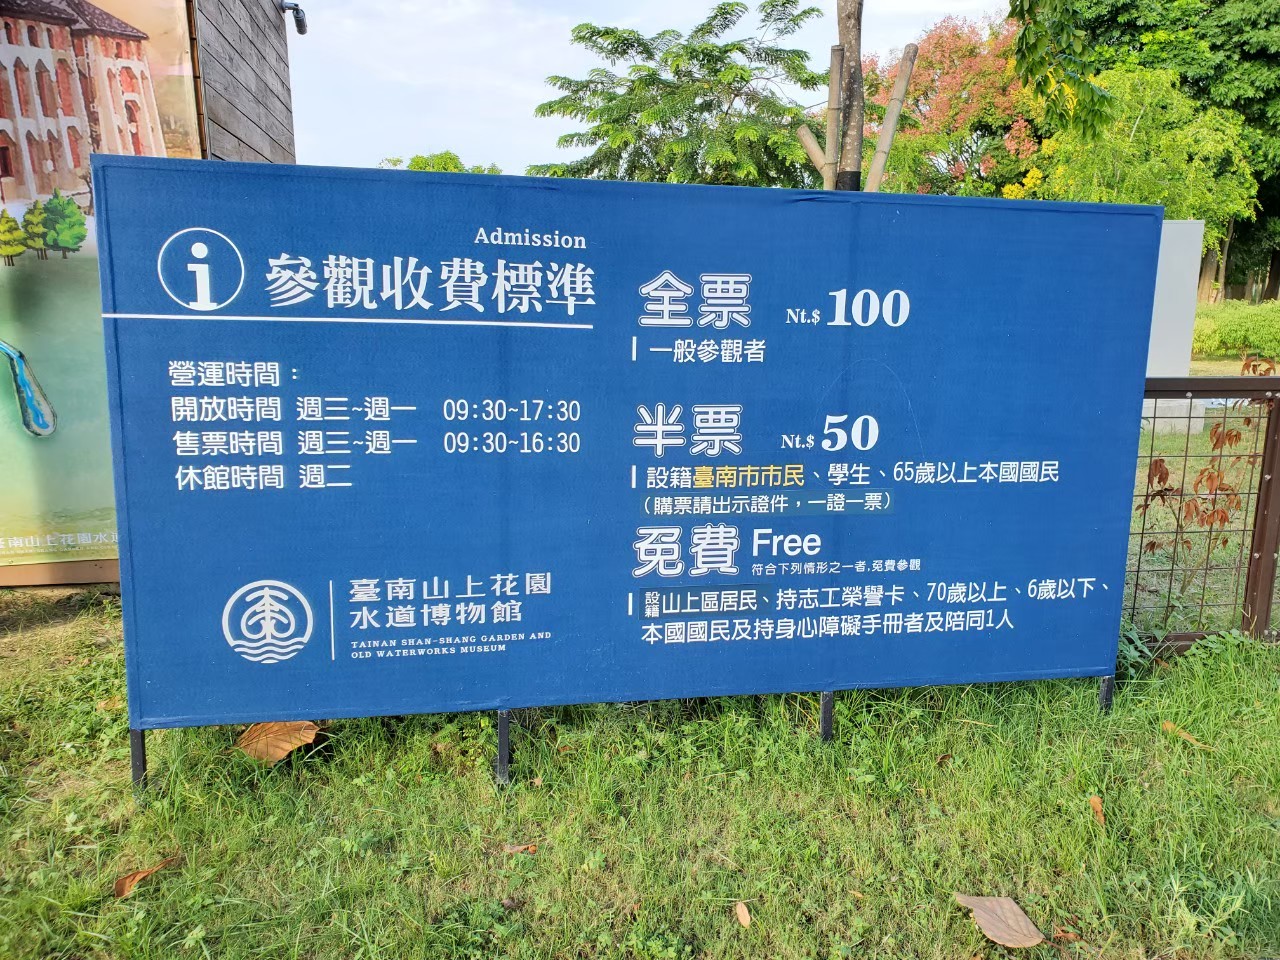 Admission
i 參觀收費標準
營運時間：
開放時間 週三~週一 09:30~17:30
售票時間 週三~週一 09:30~16:30
休館時間 週二
臺南山上花園
水道博物館
TAINAN SHAN-SHANG GARDEN AND
OLD WATERWORKS MUSEUM
全票 Nt.$ 100
一般參觀者
半票 Nt.$ 50
設籍臺南市市民、學生、65歲以上本國國民
（購票請出示證件，一證一票）
免費 Free
符合下列情形之一者,免費參觀
設籍山上區居民、持志工榮譽卡、70歲以上、6歲以下、
本國國民及持身心障礙手冊者及陪同1人
臺南山上花園水道